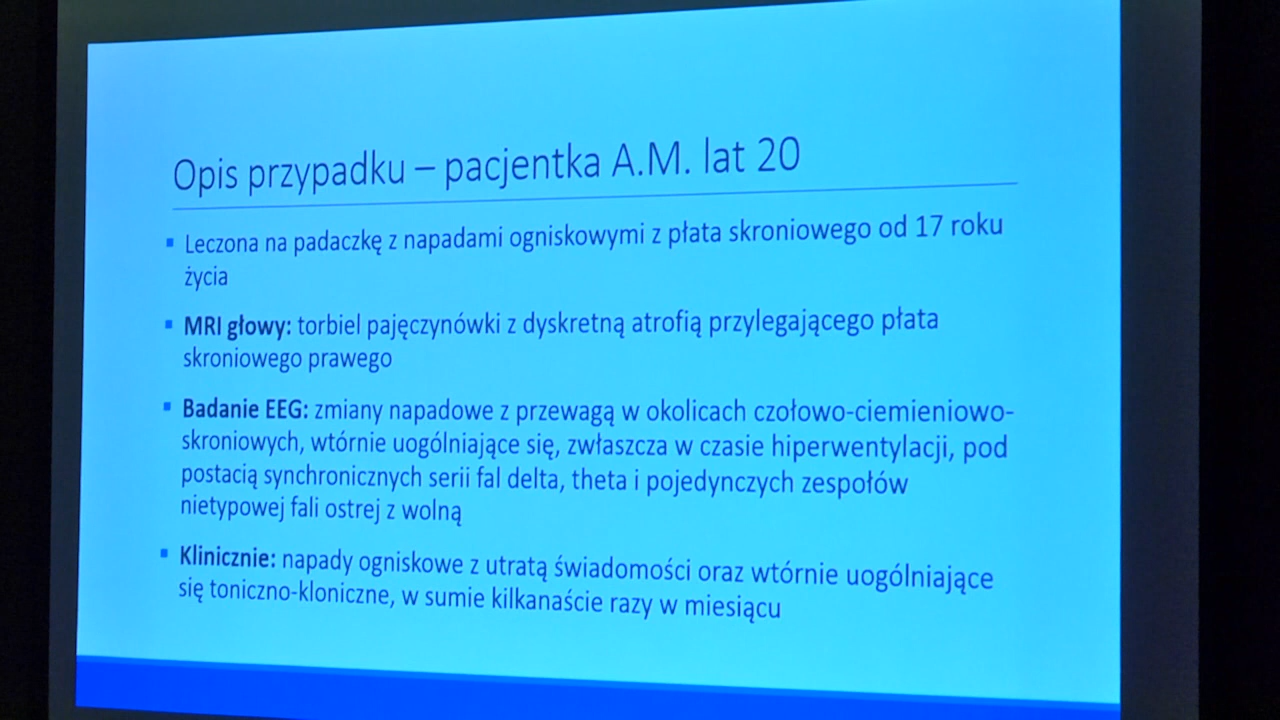 Opis przypadku – pacjentka A.M. lat 20
▪ Leczona na padaczkę z napadami ogniskowymi z płata skroniowego od 17 roku
życia
▪ MRI głowy: torbiel pajęczynówki z dyskretną atrofią przylegającego płata
skroniowego prawego
▪ Badanie EEG: zmiany napadowe z przewagą w okolicach czołowo-ciemieniowo-
skroniowych, wtórnie uogólniające się, zwłaszcza w czasie hiperwentylacji, pod
postacią synchronicznych serii fal delta, theta i pojedynczych zespołów
nietypowej fali ostrej z wolną
▪ Klinicznie: napady ogniskowe z utratą świadomości oraz wtórnie uogólniające
się toniczno-kloniczne, w sumie kilkanaście razy w miesiącu